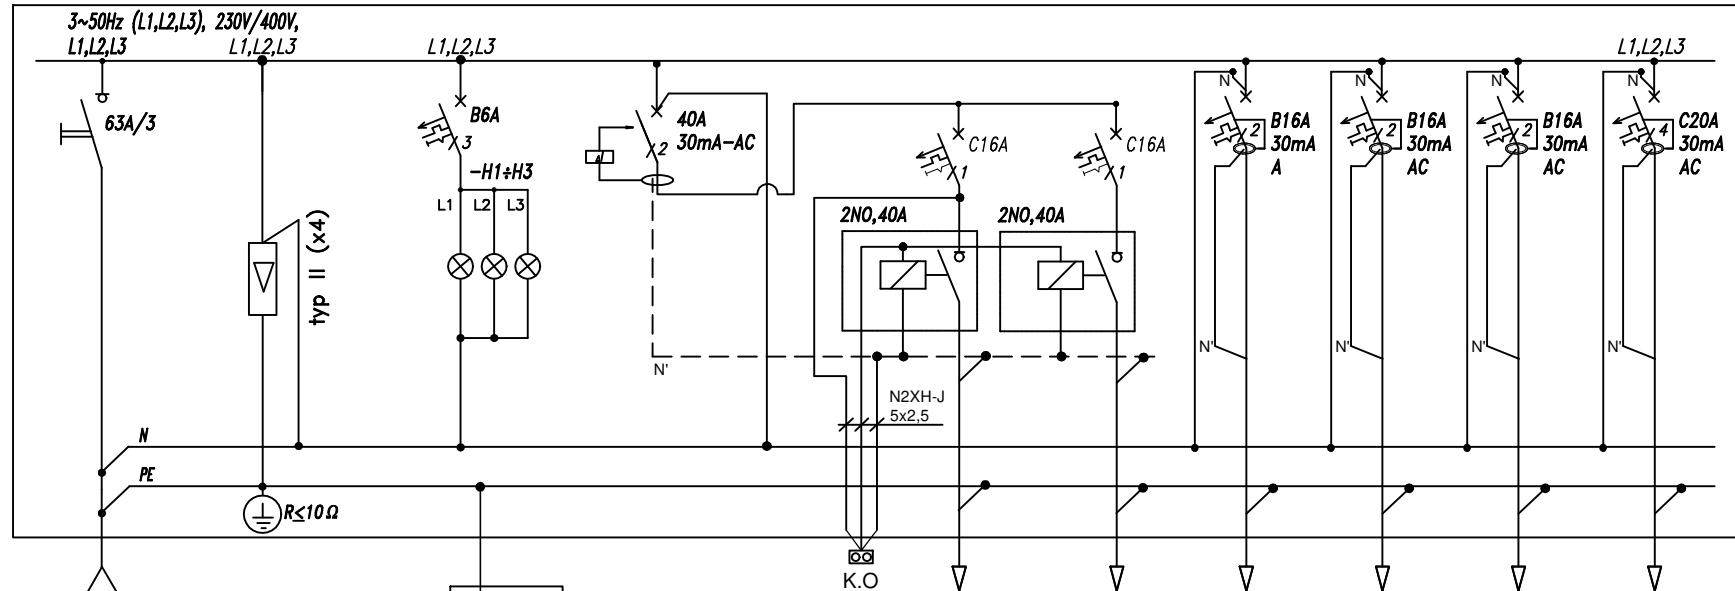 3~50Hz (L1,L2,L3), 230V/400V,
L1,L2,L3
L1,L2,L3
L1,L2,L3
L1,L2,L3
63A/3
typ II (x4)
B6A
3
-H1÷H3
L1 L2 L3
40A
30mA-AC
2
C16A
1
C16A
1
2NO,40A
2NO,40A
N
2
B16A
30mA
A
N
2
B16A
30mA
AC
N
2
B16A
30mA
AC
N
4
C20A
30mA
AC
N'
N'
N'
N'
N'
N2XH-J
5x2,5
N
PE
R≤10Ω
K.O